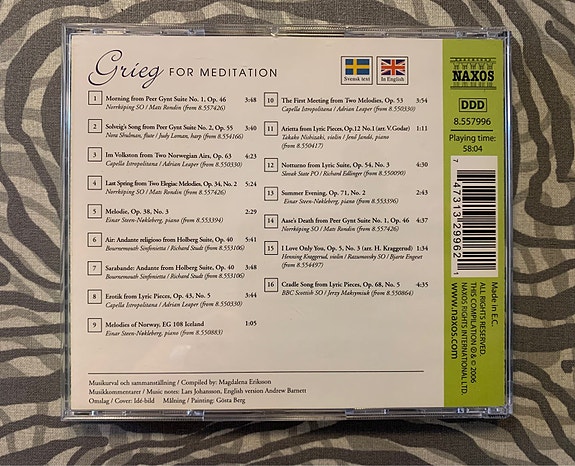 Grieg FOR MEDITATION
Svensk text
In English
1 Morning from Peer Gynt Suite No. 1, Op. 46 3:48
Norrköping SO / Mats Rondin (from 8.557426)
2 Solveig's Song from Peer Gynt Suite No. 2, Op. 55 3:40
Nora Shulman, flute / Judy Loman, harp (from 8.554166)
3 Im Volkston from Two Norwegian Airs, Op. 63 4:23
Capella Istropolitana / Adrian Leaper (from 8.550330)
4 Last Spring from Two Elegiac Melodies, Op. 34, No. 2 5:24
Norrköping SO / Mats Rondin (from 8.557426)
5 Melodie, Op. 38, No. 3 2:29
Einar Steen-Nøkleberg, piano (from 8.553394)
6 Air: Andante religioso from Holberg Suite, Op. 40 5:41
Bournemouth Sinfonietta / Richard Studt (from 8.553106)
7 Sarabande: Andante from Holberg Suite, Op. 40 3:48
Bournemouth Sinfonietta / Richard Studt (from 8.553106)
8 Erotik from Lyric Pieces, Op. 43, No. 5 3:44
Capella Istropolitana / Adrian Leaper (from 8.550330)
9 Melodies of Norway, EG 108 Iceland 1:05
Einar Steen-Nøkleberg, piano (from 8.550883)
10 The First Meeting from Two Melodies, Op. 53 3:54
Capella Istropolitana / Adrian Leaper (from 8.550330)
11 Arietta from Lyric Pieces, Op.12 No.1 (arr. V.Godar) 1:11
Takako Nishizaki, violin / Jenö Jandó, piano
(from 8.550417)
12 Notturno from Lyric Suite, Op. 54, No. 3 4:30
Slovak State PO / Richard Edlinger (from 8.550090)
13 Summer Evening, Op. 71, No. 2 2:43
Einar Steen-Nøkleberg, piano (from 8.553396)
14 Aase's Death from Peer Gynt Suite No. 1, Op. 46 4:37
Norrköping SO / Mats Rondin (from 8.557426)
15 I Love Only You, Op. 5, No. 3 (arr. H. Kraggerud) 1:34
Henning Kraggerud, violin / Razumovsky SO / Bjarte Engeset
(from 8.554497)
16 Cradle Song from Lyric Pieces, Op. 68, No. 5 4:35
BBC Scottish SO / Jerzy Maksymiuk (from 8.550864)
Musikurval och sammanställning / Compiled by: Magdalena Eriksson
Musikkommentarer / Music notes: Lars Johansson, English version Andrew Barnett
Omslag / Cover: Idé-bild Målning / Painting: Gösta Berg
NAXOS
DDD
8.557996
Playing time:
58:04
7 47313 29962 1
Made in E.C.
ALL RIGHTS RESERVED.
THIS COMPILATION ℗ & © 2006
NAXOS RIGHTS INTERNATIONAL LTD.
www.naxos.com